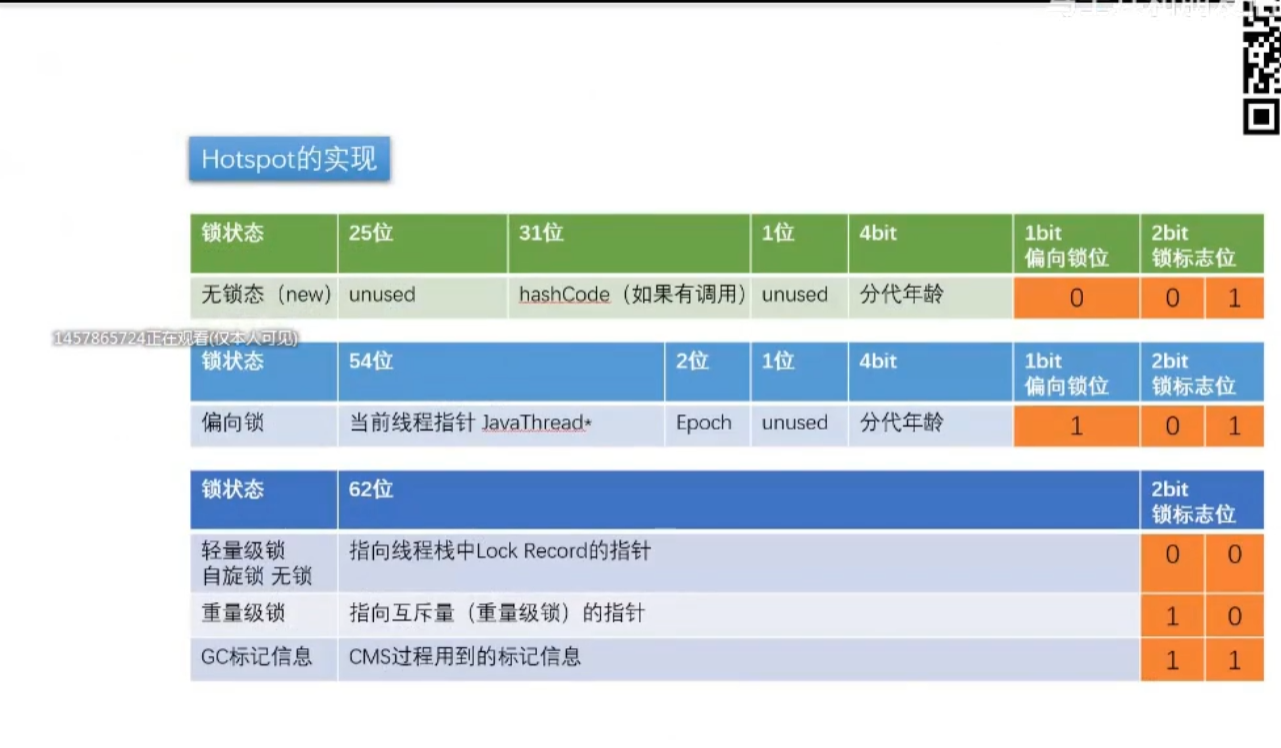 Hotspot的实现
锁状态 25位 31位 1位 4bit 1bit 偏向锁位 2bit 锁标志位
无锁态（new） unused hashCode（如果有调用） unused 分代年龄 0 0 1
1457865724正在观看(仅本人可见)
锁状态 54位 2位 1位 4bit 1bit 偏向锁位 2bit 锁标志位
偏向锁 当前线程指针 JavaThread* Epoch unused 分代年龄 1 0 1
锁状态 62位 2bit 锁标志位
轻量级锁 自旋锁 无锁 指向线程栈中Lock Record的指针 0 0
重量级锁 指向互斥量（重量级锁）的指针 1 0
GC标记信息 CMS过程用到的标记信息 1 1